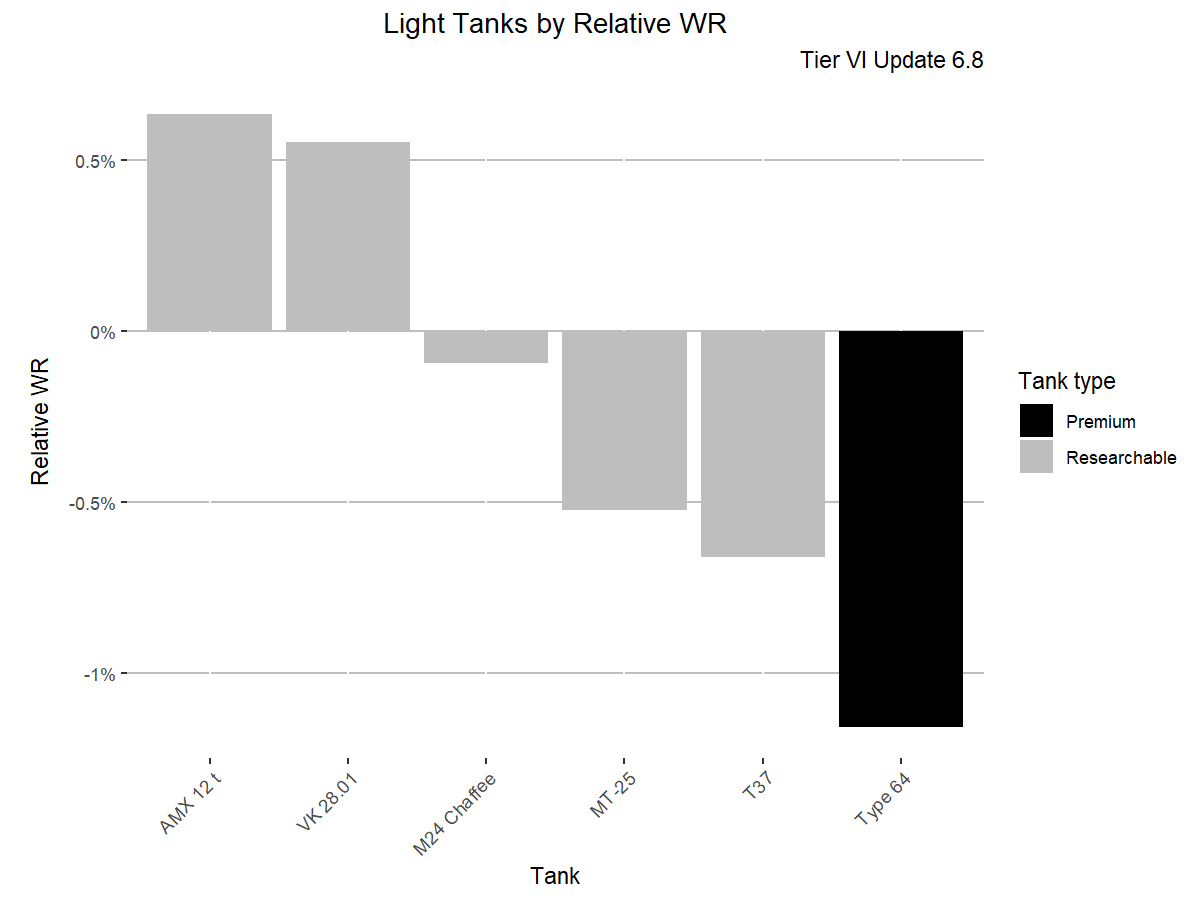 Light Tanks by Relative WR
Tier VI Update 6.8
0.5%
0%
-0.5%
-1%
Relative WR
AMX 12 t
VK 28.01
M24 Chaffee
MT-25
T37
Type 64
Tank
Tank type
Premium
Researchable